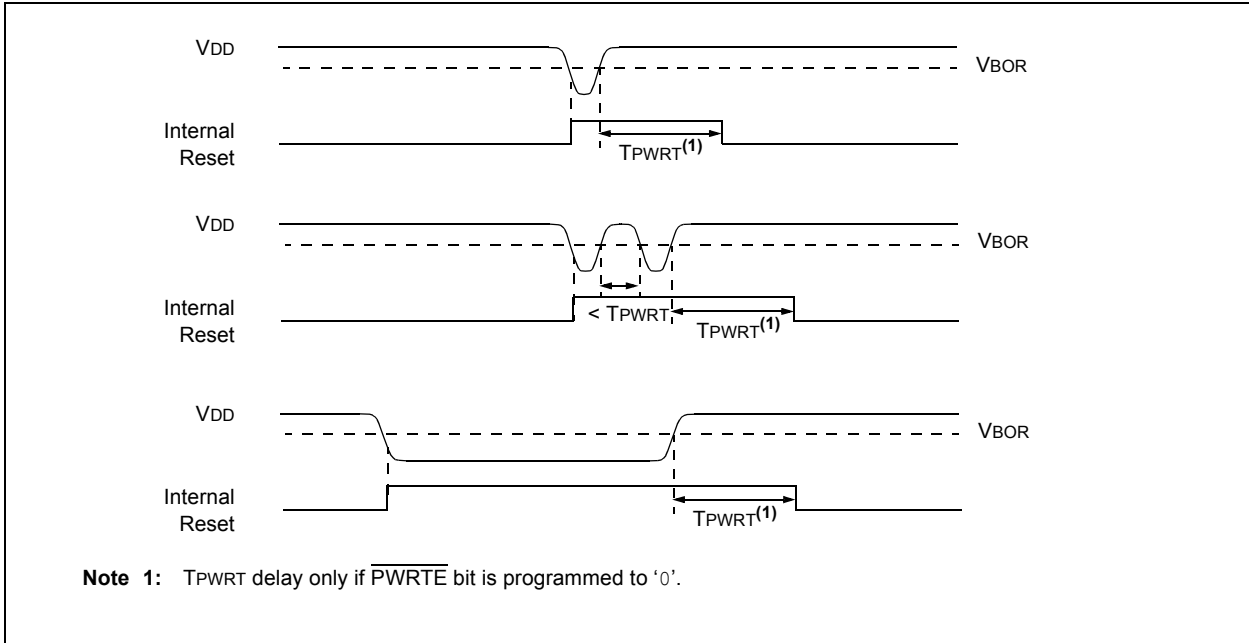 VDD
VBOR
Internal
Reset
TPWRT(1)
VDD
VBOR
Internal
Reset
< TPWRT
TPWRT(1)
VDD
VBOR
Internal
Reset
TPWRT(1)
Note 1: TPWRT delay only if PWRTE bit is programmed to ‘0’.